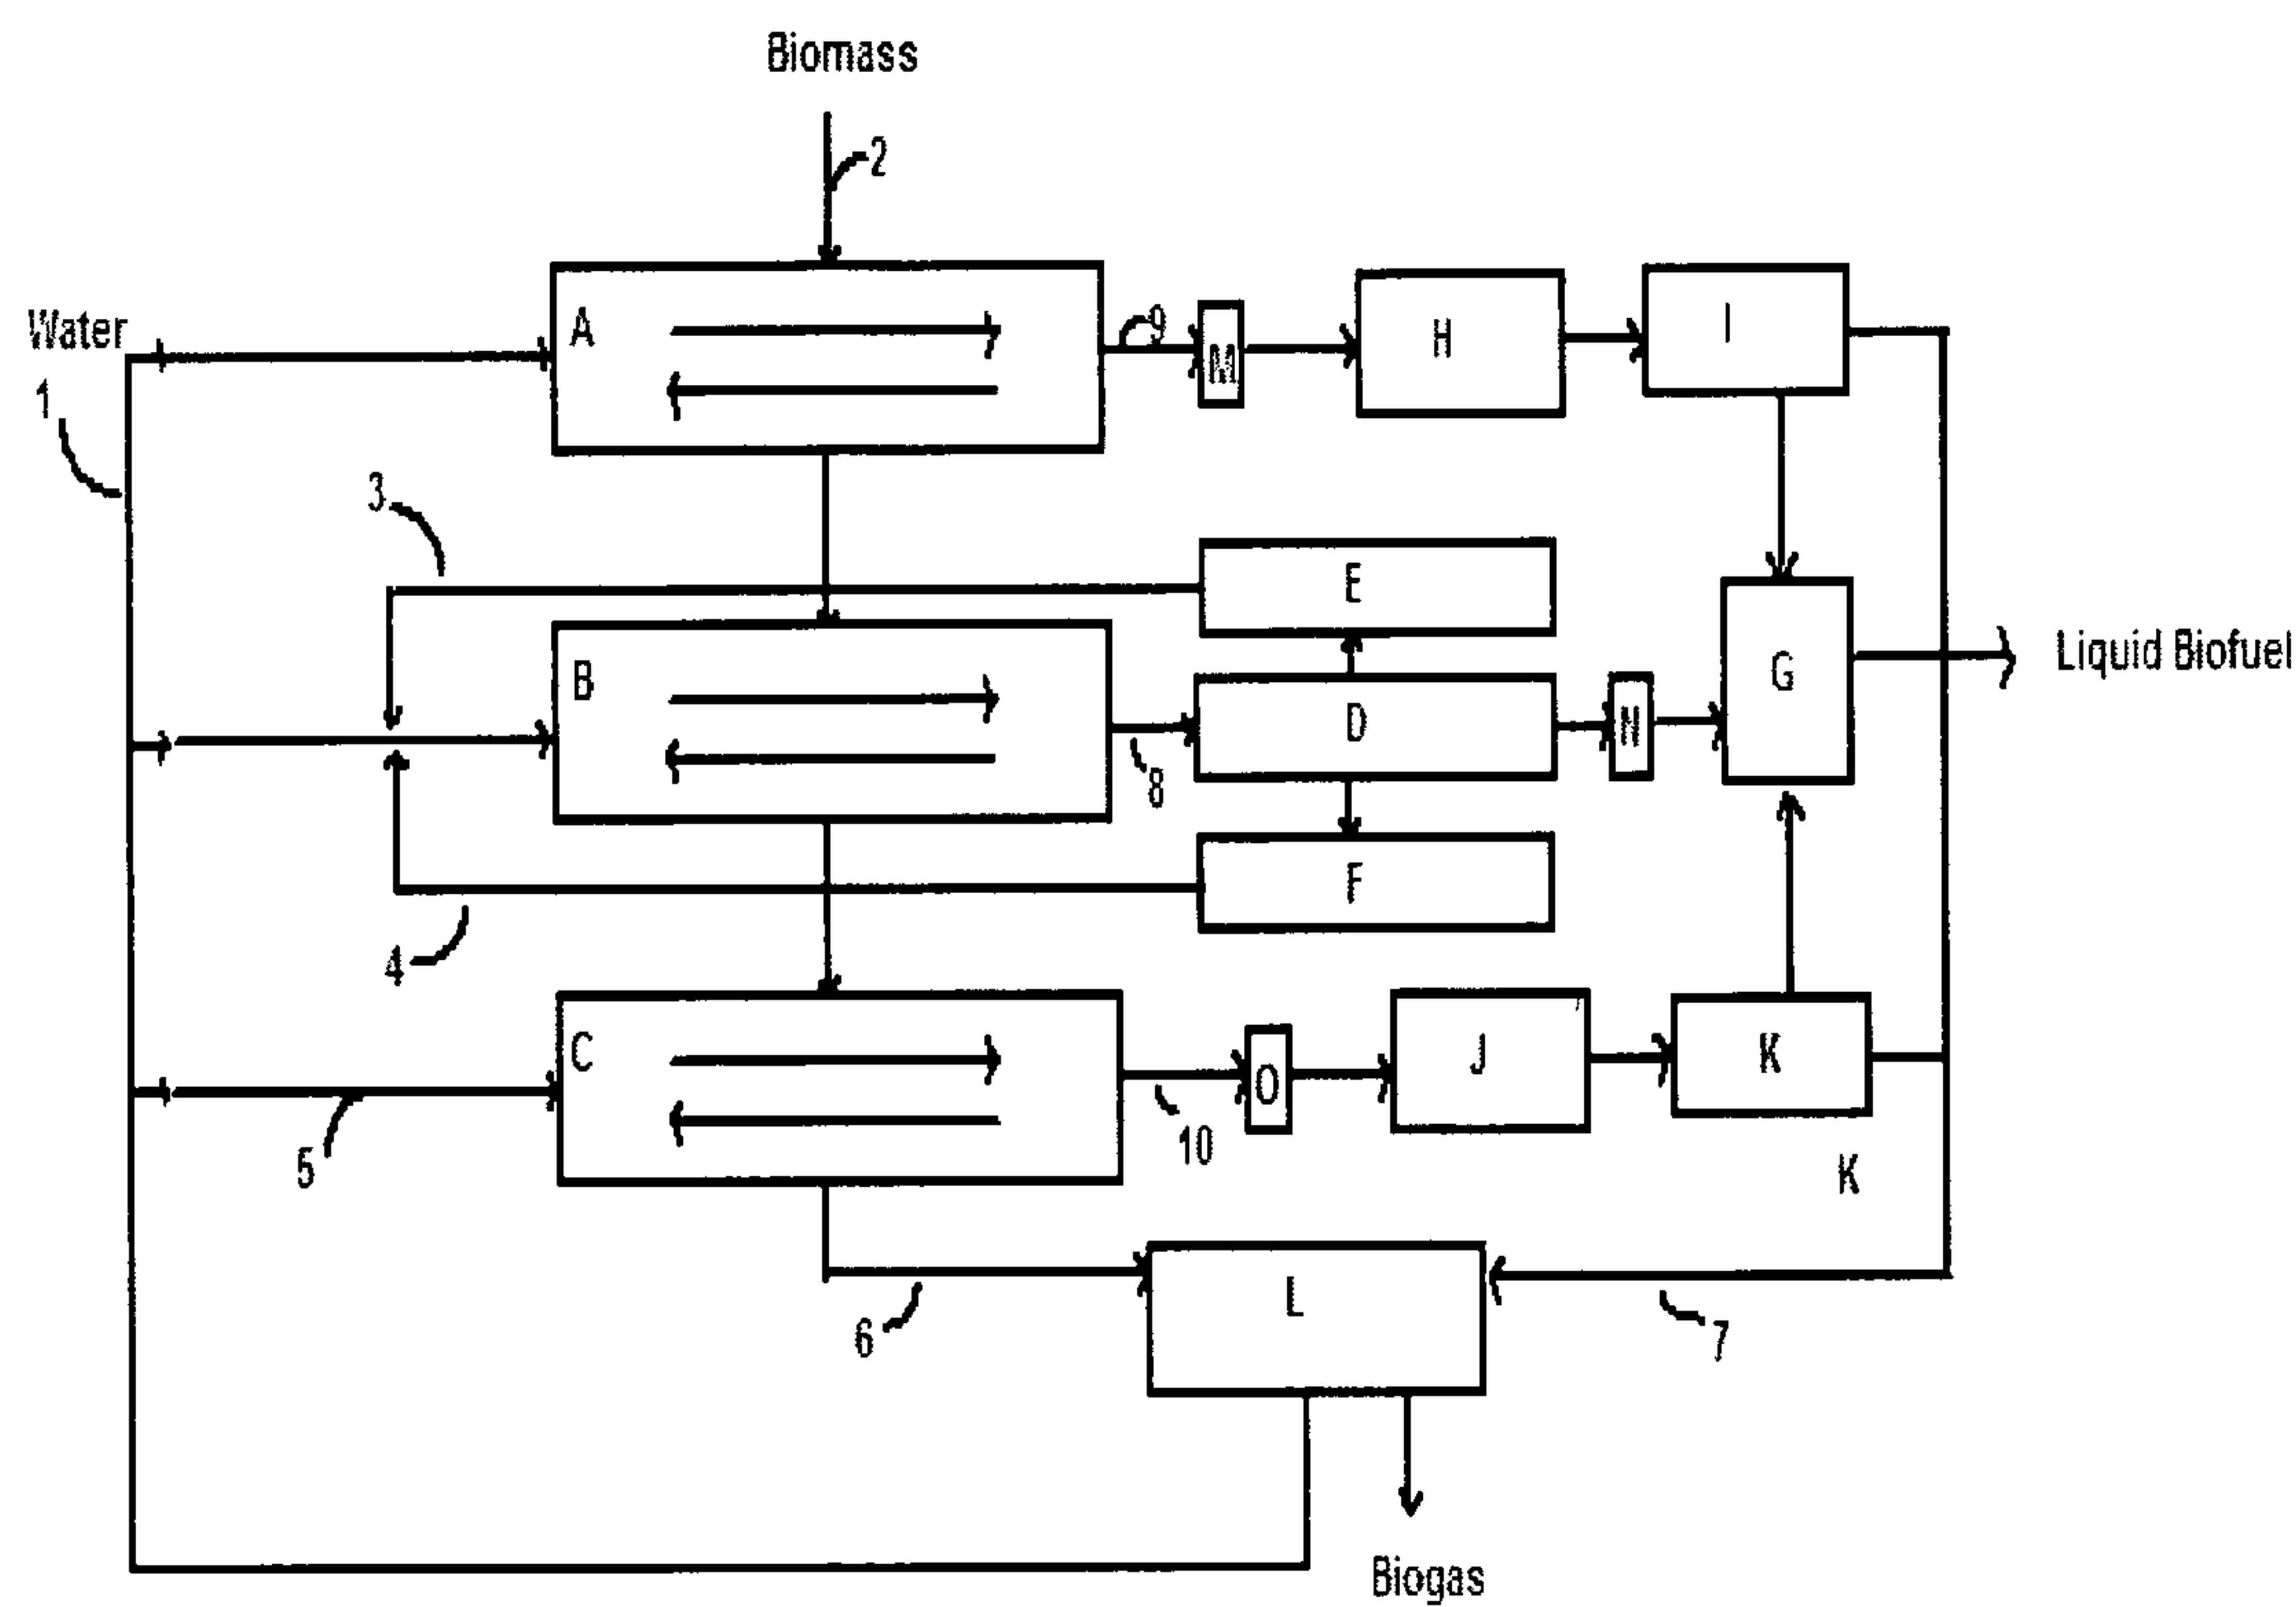 Biomass
2
Water
1
A
9
M
H
I
3
E
B
8
D
N
G
Liquid Biofuel
4
F
C
5
10
O
J
K
K
6
L
7
Biogas